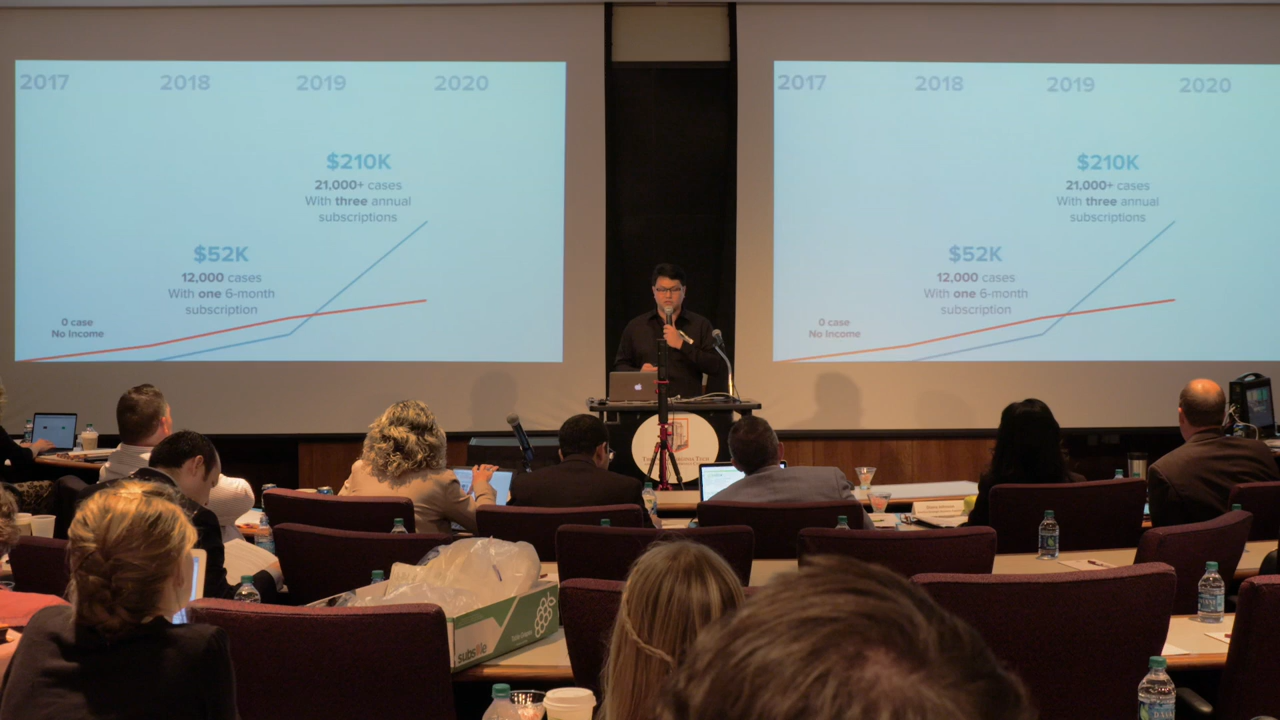 2017 2018 2019 2020
$210K
21,000+ cases
With three annual
subscriptions
$52K
12,000 cases
With one 6-month
subscription
0 case
No Income
2017 2018 2019 2020
$210K
21,000+ cases
With three annual
subscriptions
$52K
12,000 cases
With one 6-month
subscription
0 case
No Income